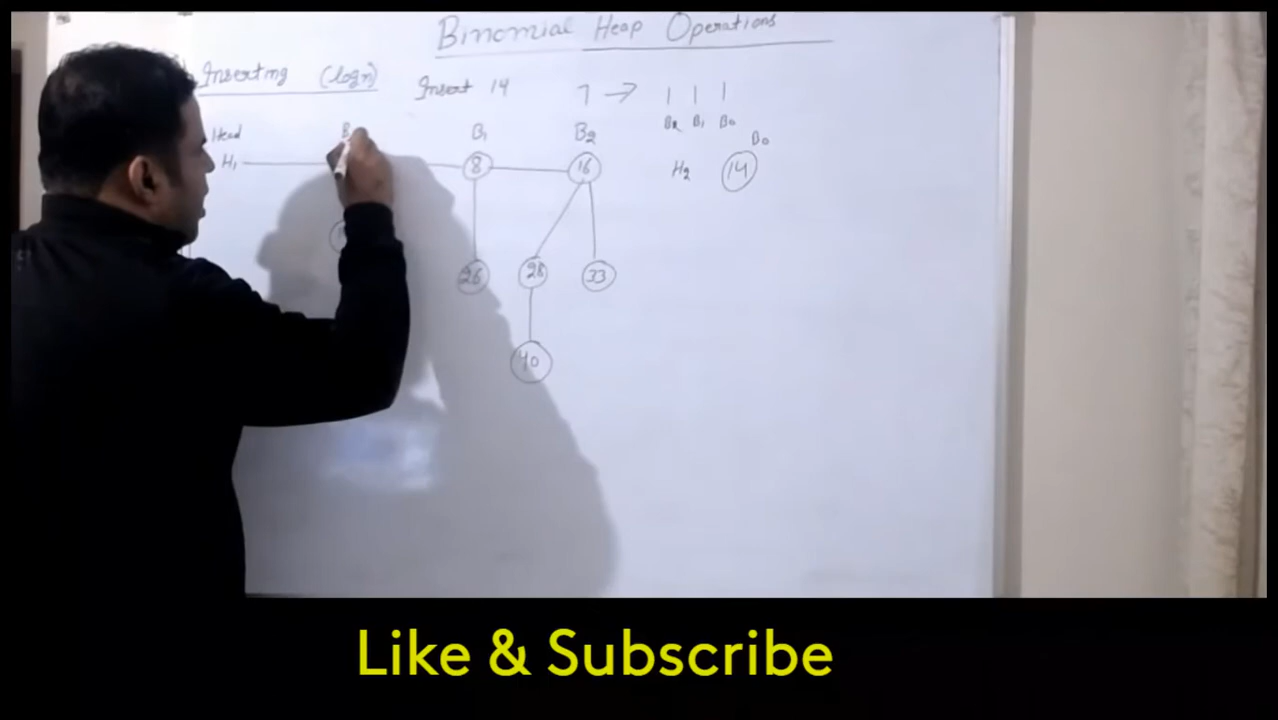 Binomial Heap Operations
Inserting (logn) Insert 14 7 → 1 1 1
B2 B1 B0
Head B1 B2 B0
H1 8 16 H2 14
26 28 33
40
Like & Subscribe